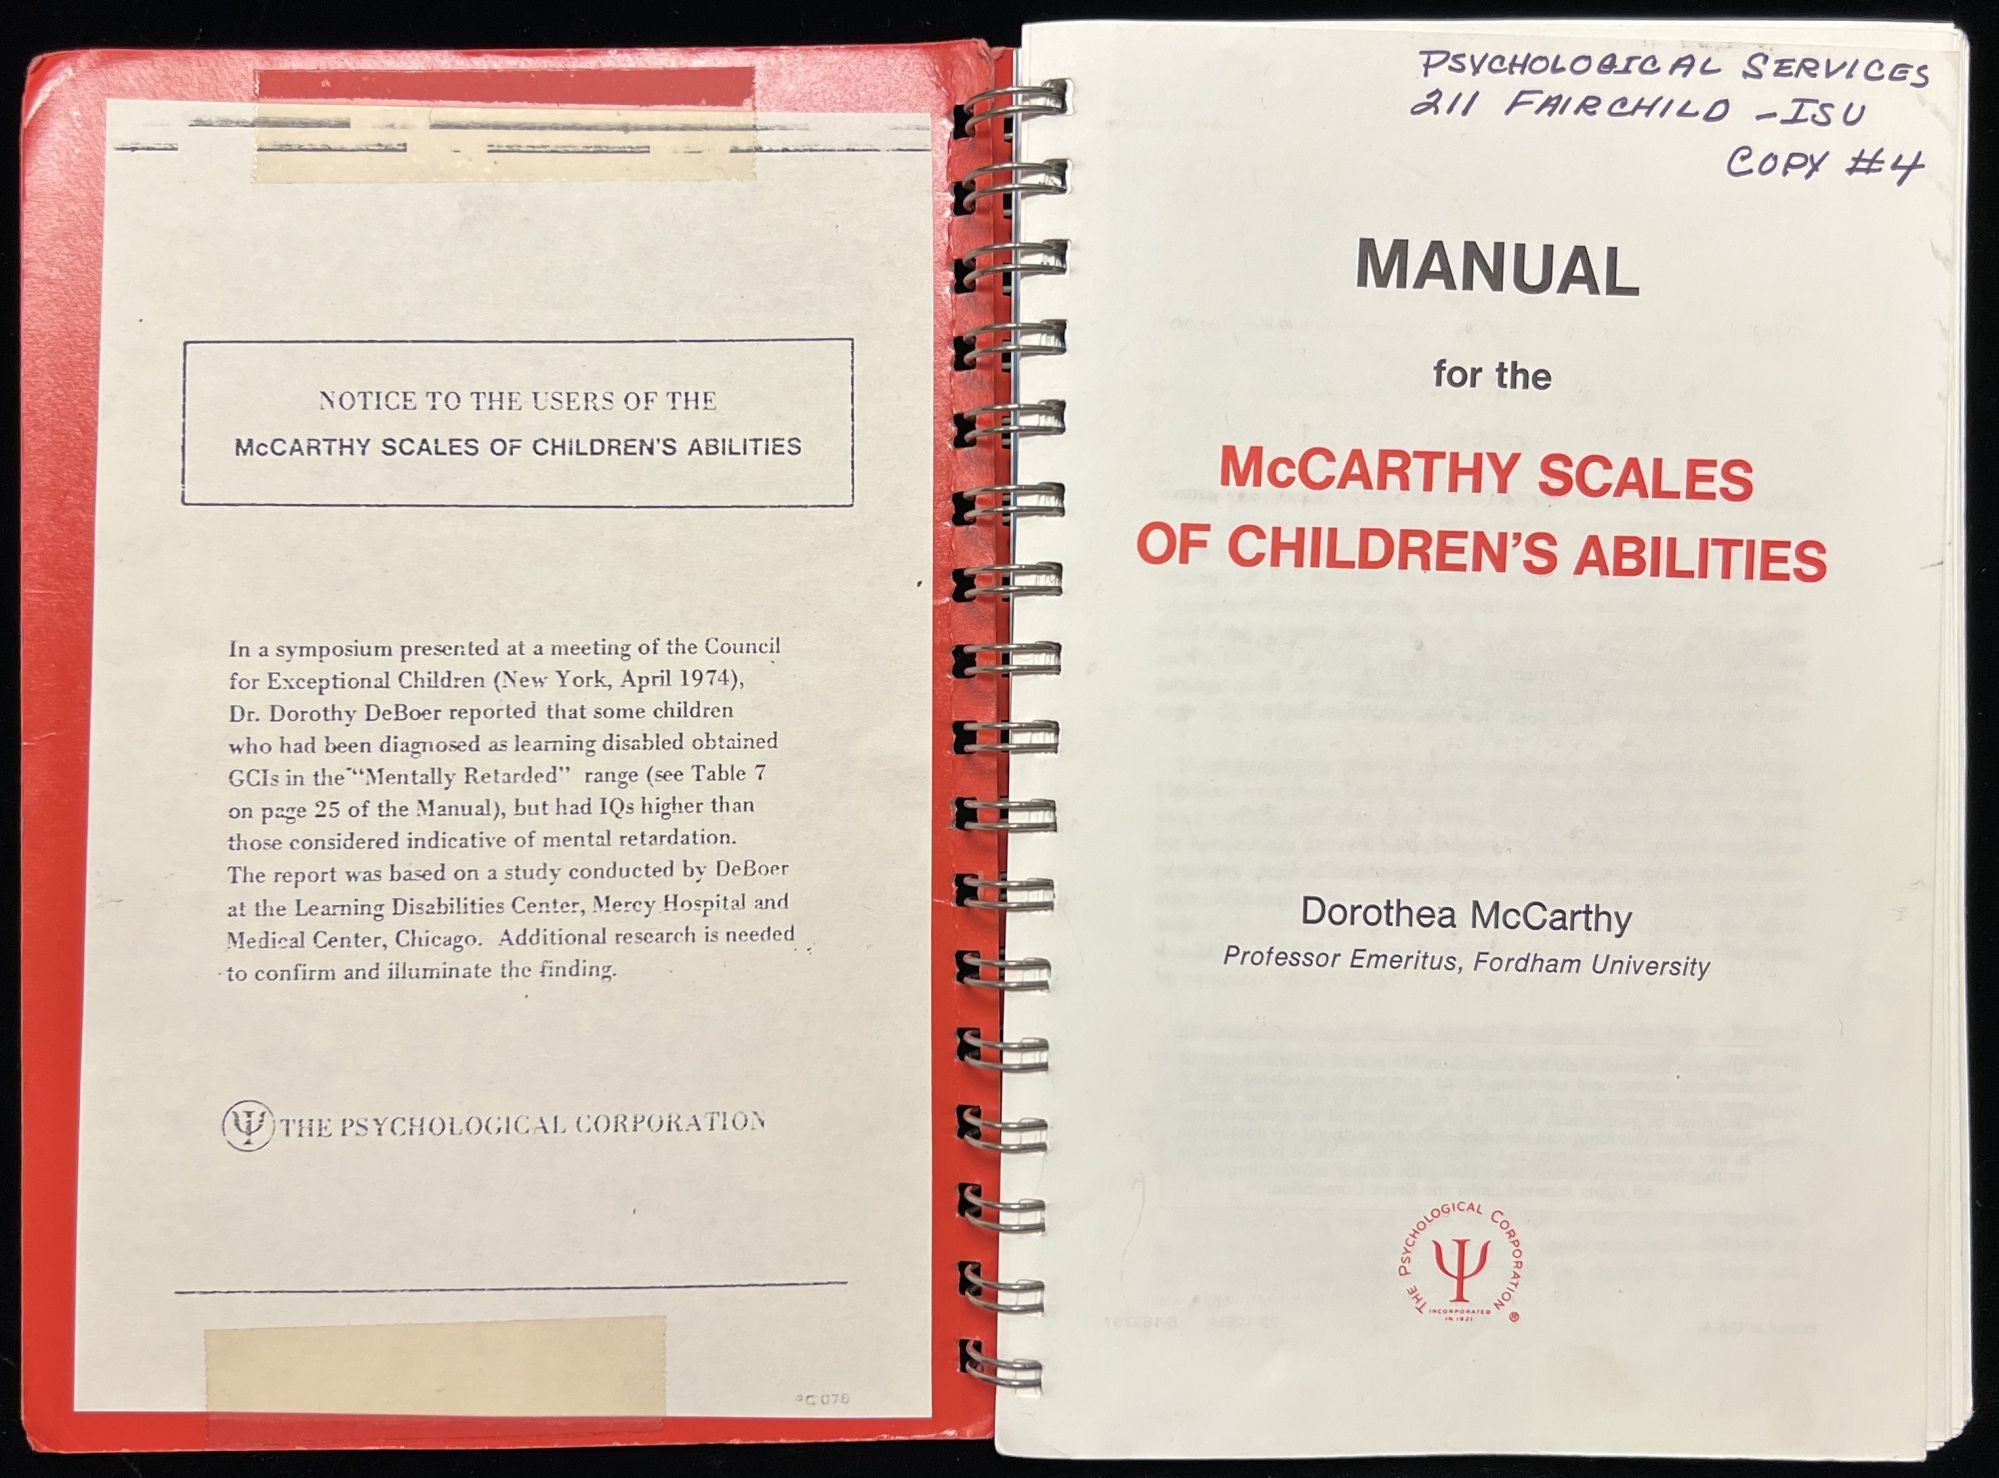 NOTICE TO THE USERS OF THE
McCARTHY SCALES OF CHILDREN'S ABILITIES
In a symposium presented at a meeting of the Council
for Exceptional Children (New York, April 1974),
Dr. Dorothy DeBoer reported that some children
who had been diagnosed as learning disabled obtained
GCIs in the "Mentally Retarded" range (see Table 7
on page 25 of the Manual), but had IQs higher than
those considered indicative of mental retardation.
The report was based on a study conducted by DeBoer
at the Learning Disabilities Center, Mercy Hospital and
Medical Center, Chicago. Additional research is needed
to confirm and illuminate the finding.
THE PSYCHOLOGICAL CORPORATION
PSYCHOLOGICAL SERVICES
211 FAIRCHILD - ISU
COPY #4
MANUAL
for the
McCARTHY SCALES
OF CHILDREN'S ABILITIES
Dorothea McCarthy
Professor Emeritus, Fordham University
THE PSYCHOLOGICAL CORPORATION ®
INCORPORATED
IN 1921